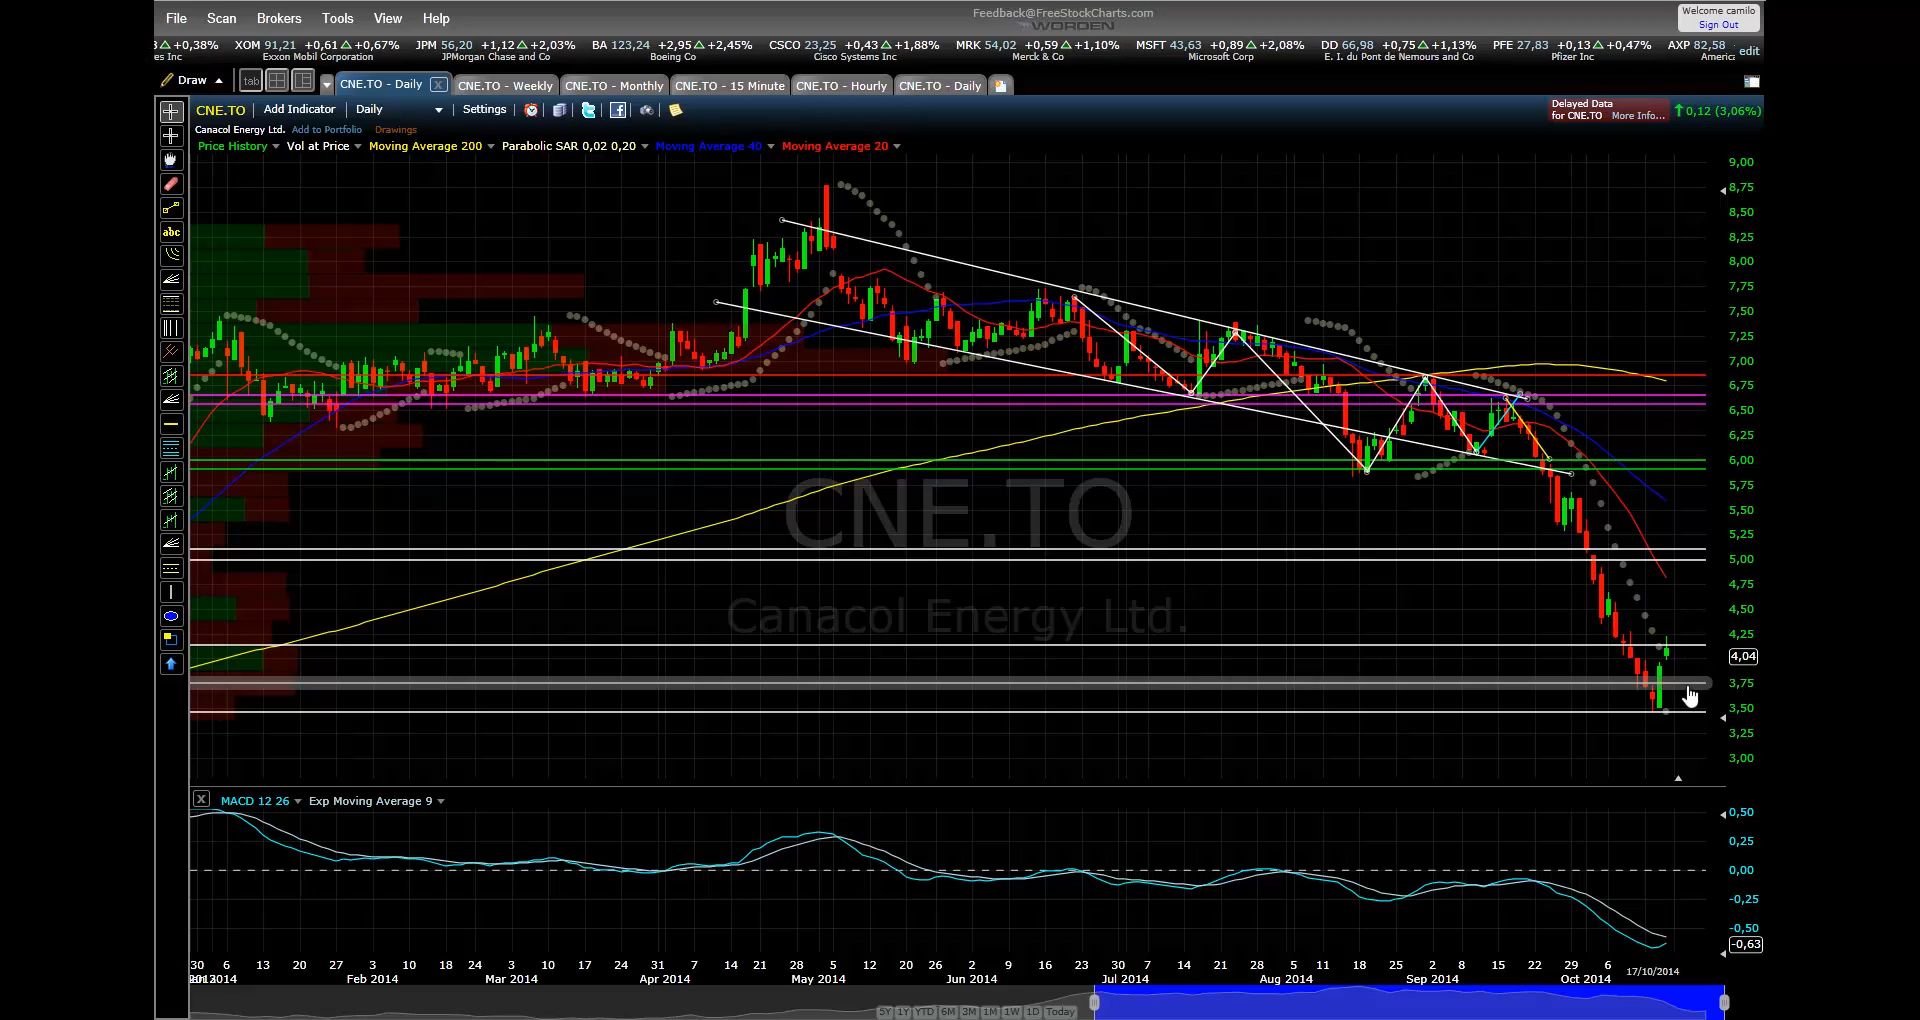 File Scan Brokers Tools View Help
Feedback@FreeStockCharts.com
WORDEN
Welcome camilo
Sign Out
+0,38% XOM 91,21 +0,61 +0,67% JPM 56,20 +1,12 +2,03% BA 123,24 +2,95 +2,45% CSCO 23,25 +0,43 +1,88% MRK 54,02 +0,59 +1,10% MSFT 43,63 +0,89 +2,08% DD 66,98 +0,75 +1,13% PFE 27,83 +0,13 +0,47% AXP 82,58 edit
es Inc Exxon Mobil Corporation JPMorgan Chase and Co Boeing Co Cisco Systems Inc Merck & Co Microsoft Corp E. I. du Pont de Nemours and Co Pfizer Inc Americ
Draw tab CNE.TO - Daily X CNE.TO - Weekly CNE.TO - Monthly CNE.TO - 15 Minute CNE.TO - Hourly CNE.TO - Daily
CNE.TO Add Indicator Daily Settings
Delayed Data
for CNE.TO More Info...
0,12 (3,06%)
Canacol Energy Ltd. Add to Portfolio Drawings
Price History Vol at Price Moving Average 200 Parabolic SAR 0,02 0,20 Moving Average 40 Moving Average 20
abc
CNE.TO
Canacol Energy Ltd.
9,00
8,75
8,50
8,25
8,00
7,75
7,50
7,25
7,00
6,75
6,50
6,25
6,00
5,75
5,50
5,25
5,00
4,75
4,50
4,25
4,04
3,75
3,50
3,25
3,00
X MACD 12 26 Exp Moving Average 9
0,50
0,25
0,00
-0,25
-0,50
-0,63
30 6 13 20 27 3 10 18 24 3 10 17 24 31 7 14 21 28 5 12 20 26 2 9 16 23 30 7 14 21 28 5 11 18 25 2 8 15 22 29 6
2014 Feb 2014 Mar 2014 Apr 2014 May 2014 Jun 2014 Jul 2014 Aug 2014 Sep 2014 Oct 2014 17/10/2014
5Y 1Y YTD 6M 3M 1M 1W 1D Today